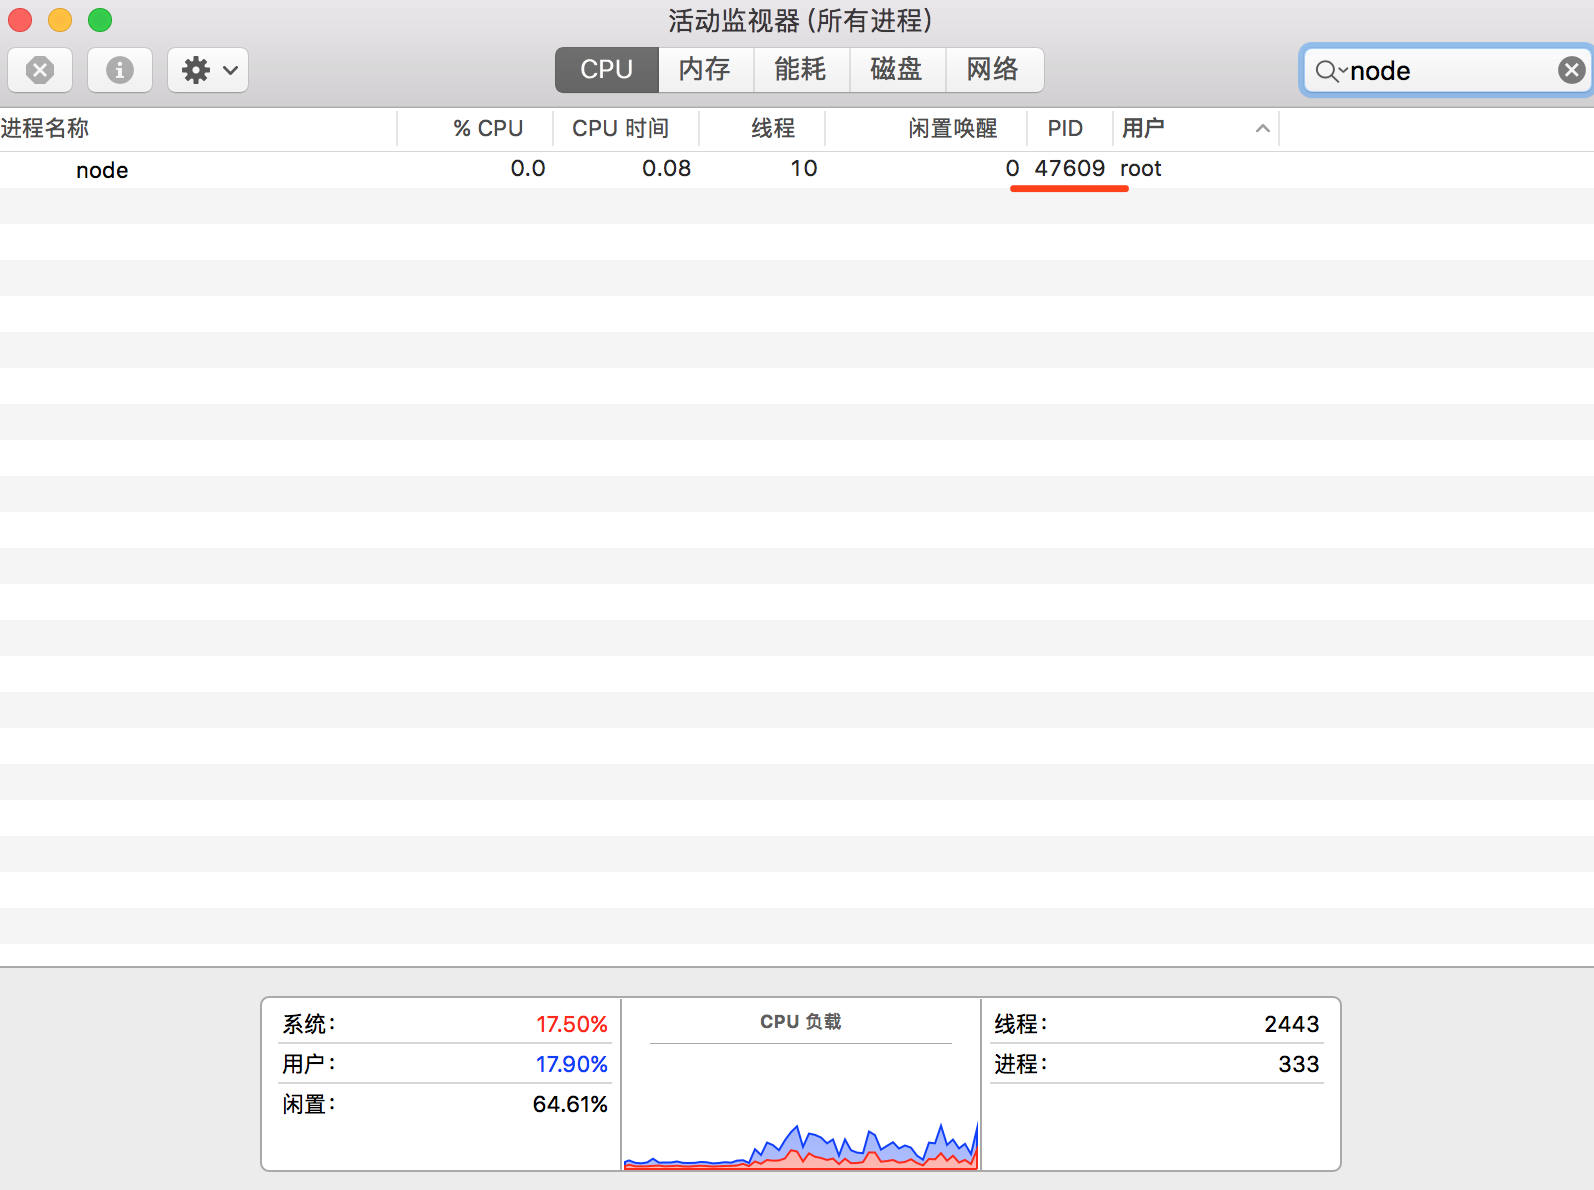 活动监视器 (所有进程)
CPU 内存 能耗 磁盘 网络 node
进程名称 % CPU CPU 时间 线程 闲置唤醒 PID 用户
node 0.0 0.08 10 0 47609 root
系统: 17.50% CPU 负载 线程: 2443
用户: 17.90% 进程: 333
闲置: 64.61%